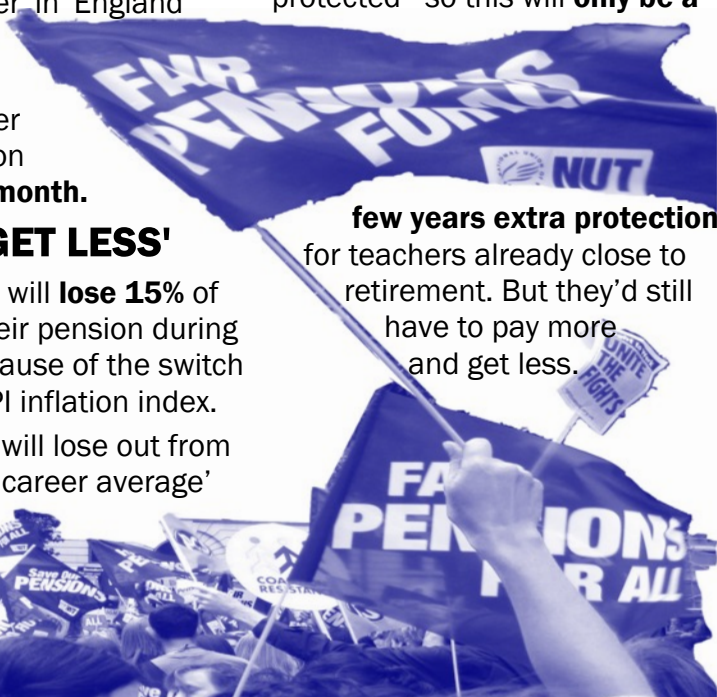 er in England
er
on
month.
GET LESS'
will lose 15% of
eir pension during
ause of the switch
PI inflation index.
will lose out from
career average’
protected so this will only be a
few years extra protection
for teachers already close to
retirement. But they’d still
have to pay more
and get less.
FAIR
PENSIONS
FOR
NUT
UNITE
THE
FIGHTS
FA
PEN IONS
F R ALL
Save Our
PENSIONS
COA
RESISTAN